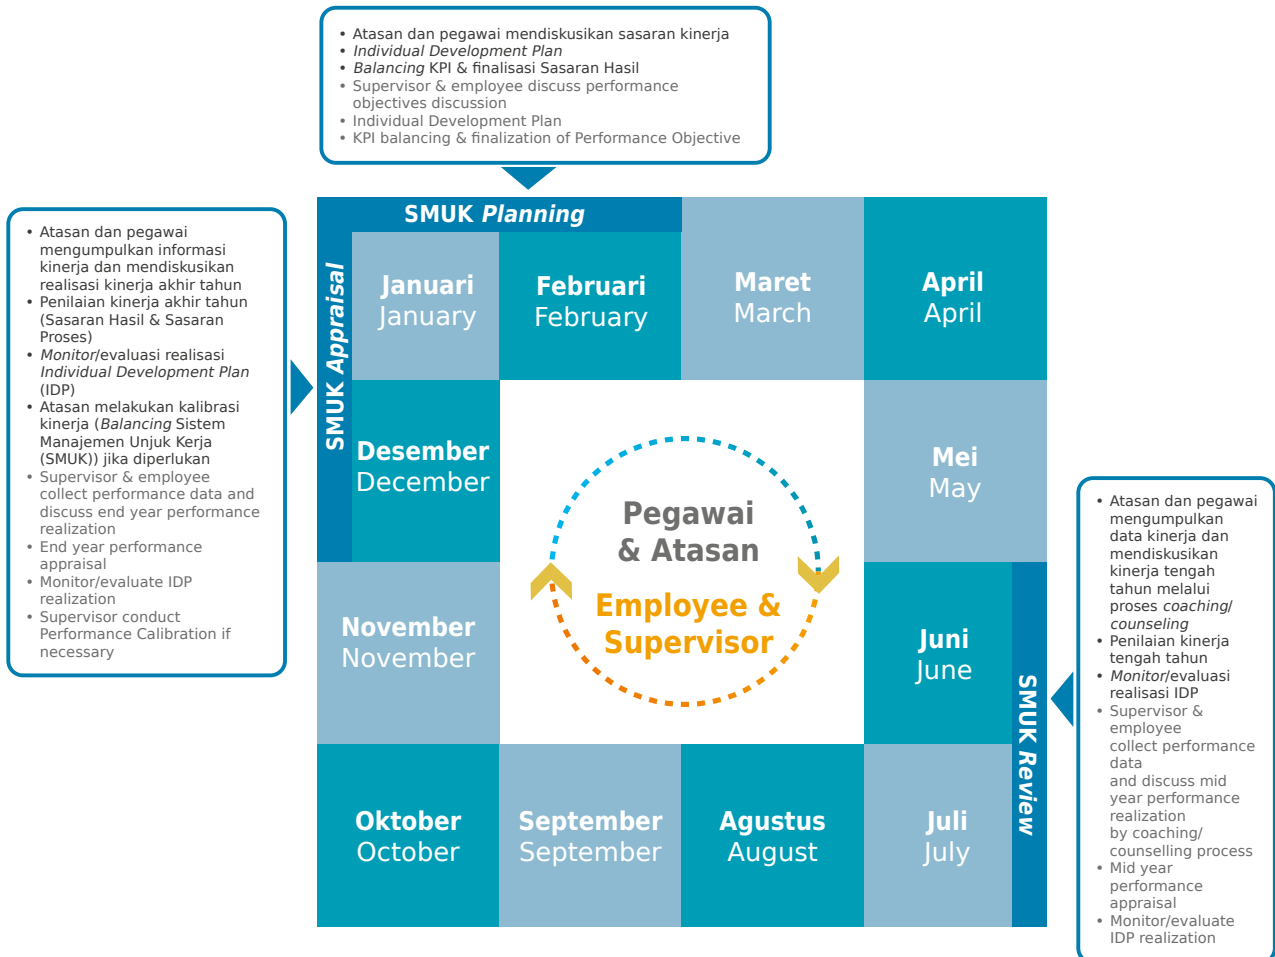 • Atasan dan pegawai mendiskusikan sasaran kinerja
• Individual Development Plan
• Balancing KPI & finalisasi Sasaran Hasil
• Supervisor & employee discuss performance
objectives discussion
• Individual Development Plan
• KPI balancing & finalization of Performance Objective
• Atasan dan pegawai
mengumpulkan informasi
kinerja dan mendiskusikan
realisasi kinerja akhir tahun
• Penilaian kinerja akhir tahun
(Sasaran Hasil & Sasaran
Proses)
• Monitor/evaluasi realisasi
Individual Development Plan
(IDP)
• Atasan melakukan kalibrasi
kinerja (Balancing Sistem
Manajemen Unjuk Kerja
(SMUK)) jika diperlukan
• Supervisor & employee
collect performance data and
discuss end year performance
realization
• End year performance
appraisal
• Monitor/evaluate IDP
realization
• Supervisor conduct
Performance Calibration if
necessary
SMUK Planning
SMUK Appraisal
Januari
January
Februari
February
Maret
March
April
April
Desember
December
Mei
May
Pegawai
& Atasan
Employee &
Supervisor
November
November
Juni
June
SMUK Review
Oktober
October
September
September
Agustus
August
Juli
July
• Atasan dan pegawai
mengumpulkan
data kinerja dan
mendiskusikan
kinerja tengah
tahun melalui
proses coaching/
counseling
• Penilaian kinerja
tengah tahun
• Monitor/evaluasi
realisasi IDP
• Supervisor &
employee
collect performance
data
and discuss mid
year performance
realization
by coaching/
counselling process
• Mid year
performance
appraisal
• Monitor/evaluate
IDP realization